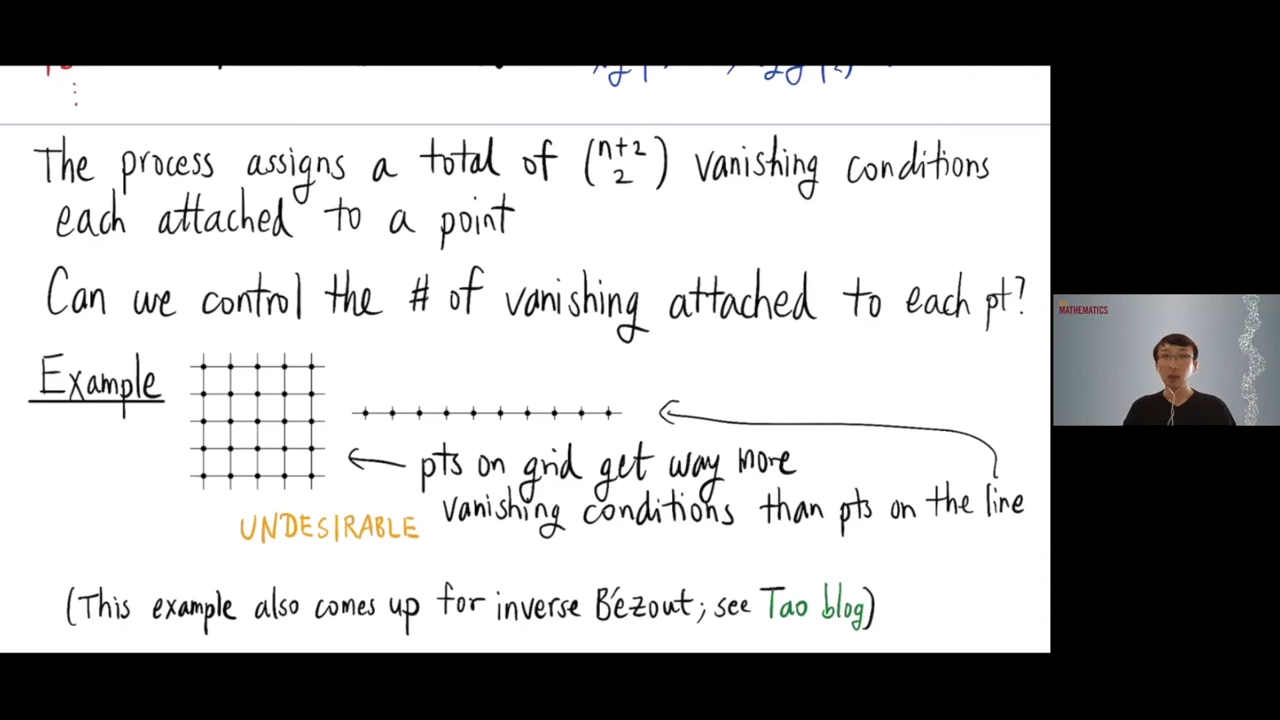 The process assigns a total of (n+2 2) vanishing conditions
each attached to a point
Can we control the # of vanishing attached to each pt?
Example
pts on grid get way more
vanishing conditions than pts on the line
UNDESIRABLE
(This example also comes up for inverse Bézout; see Tao blog)
MATHEMATICS